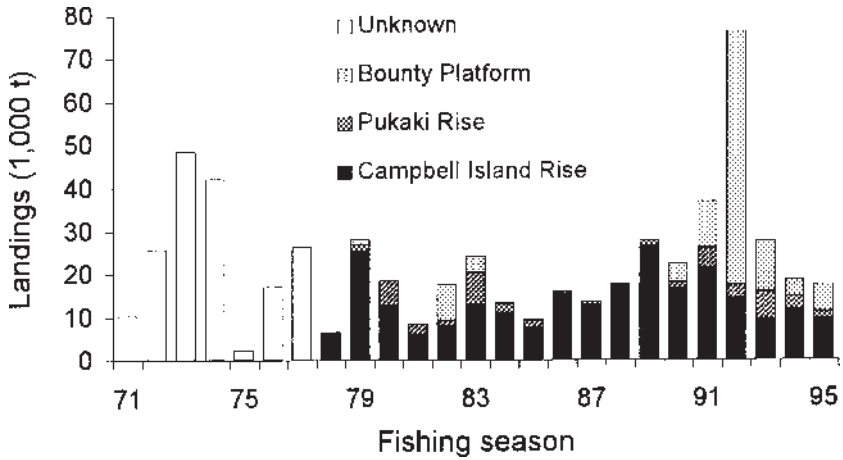 80
70
60
50
40
30
20
10
0
Landings (1,000 t)
Unknown
Bounty Platform
Pukaki Rise
Campbell Island Rise
71 75 79 83 87 91 95
Fishing season